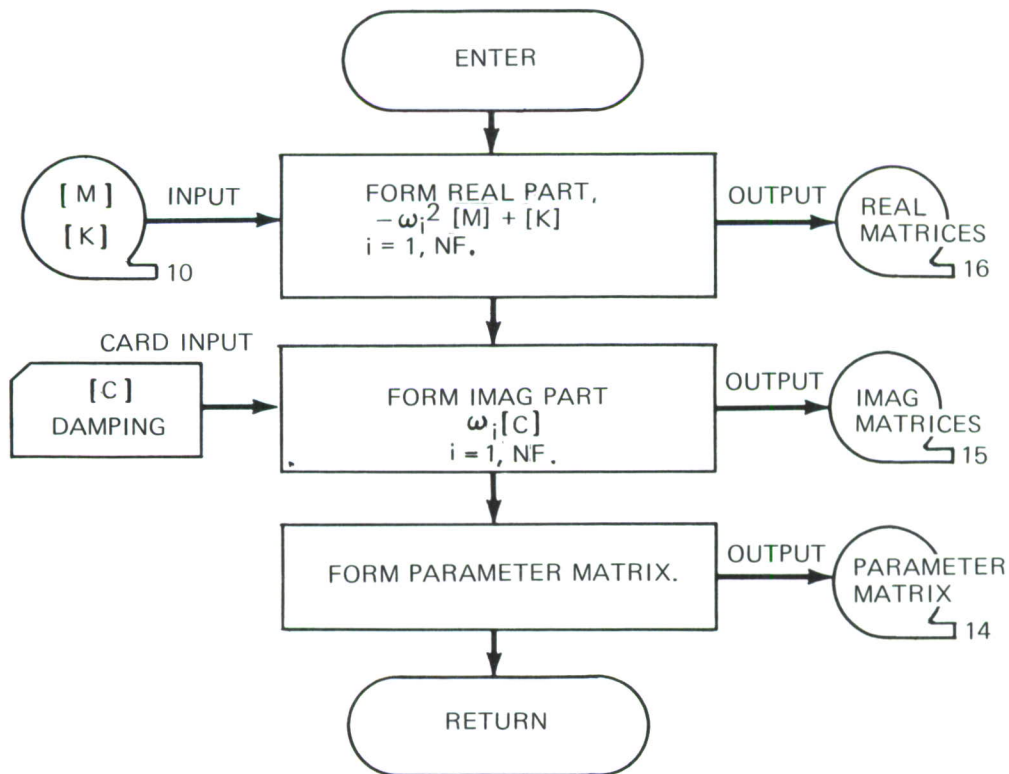 ENTER
[M]
[K]
10
INPUT
FORM REAL PART,
-ωᵢ² [M] + [K]
i = 1, NF.
OUTPUT
REAL
MATRICES
16
CARD INPUT
[C]
DAMPING
FORM IMAG PART
ωᵢ[C]
i = 1, NF.
OUTPUT
IMAG
MATRICES
15
FORM PARAMETER MATRIX.
OUTPUT
PARAMETER
MATRIX
14
RETURN